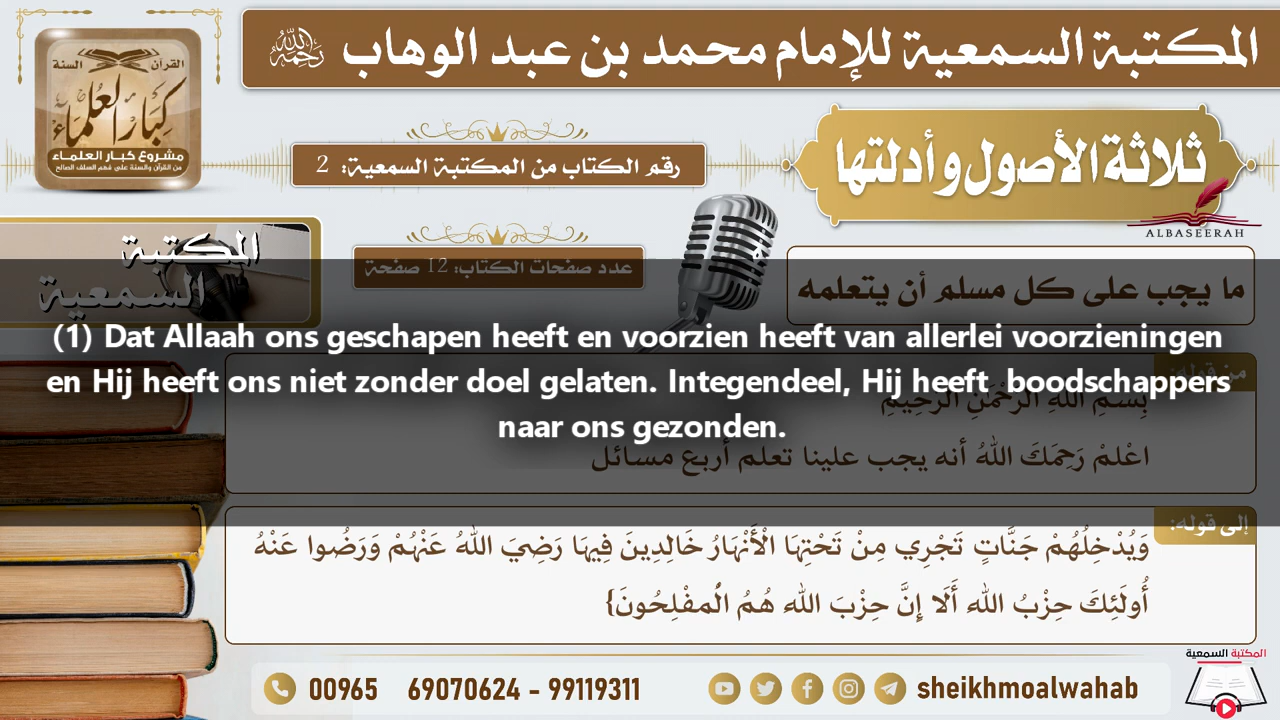 المكتبة السمعية للإمام محمد بن عبد الوهاب رحمه الله
القرآن السنة
كبار العلماء
مشروع كبار العلماء
من القرآن والسنة على فهم السلف الصالح
ثلاثة الأصول وأدلتها
رقم الكتاب من المكتبة السمعية: 2
ALBASEERAH
المكتبة
السمعية
عدد صفحات الكتاب: 12 صفحة
ما يجب على كل مسلم أن يتعلمه
(1) Dat Allaah ons geschapen heeft en voorzien heeft van allerlei voorzieningen
en Hij heeft ons niet zonder doel gelaten. Integendeel, Hij heeft boodschappers
naar ons gezonden.
من قوله:
بِسْمِ اللهِ الرَّحْمَنِ الرَّحِيمِ
اعْلمْ رَحِمَكَ اللهُ أنه يجب علينا تعلم أربع مسائل
إلى قوله:
وَيُدْخِلُهُمْ جَنَّاتٍ تَجْرِي مِنْ تَحْتِهَا الْأَنْهَارُ خَالِدِينَ فِيهَا رَضِيَ اللهُ عَنْهُمْ وَرَضُوا عَنْهُ
أُولَئِكَ حِزْبُ اللهِ أَلَا إِنَّ حِزْبَ اللهِ هُمُ الْمفْلِحُونَ}
00965 69070624 - 99119311
sheikhmoalwahab
المكتبة السمعية